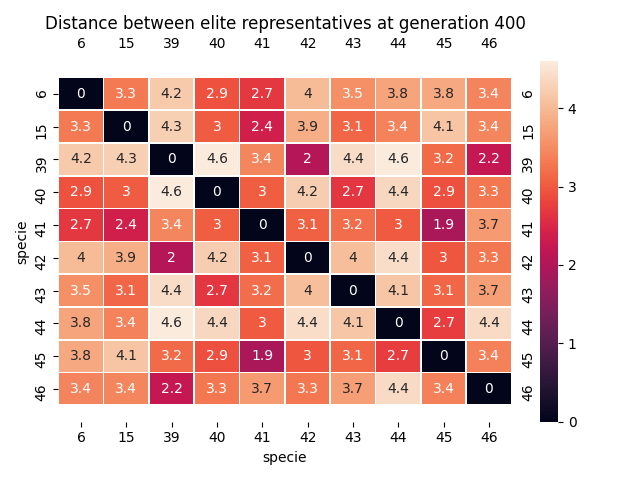 Distance between elite representatives at generation 400
6 15 39 40 41 42 43 44 45 46
6 0 3.3 4.2 2.9 2.7 4 3.5 3.8 3.8 3.4 6
15 3.3 0 4.3 3 2.4 3.9 3.1 3.4 4.1 3.4 15
39 4.2 4.3 0 4.6 3.4 2 4.4 4.6 3.2 2.2 39
40 2.9 3 4.6 0 3 4.2 2.7 4.4 2.9 3.3 40
41 2.7 2.4 3.4 3 0 3.1 3.2 3 1.9 3.7 41
42 4 3.9 2 4.2 3.1 0 4 4.4 3 3.3 42
43 3.5 3.1 4.4 2.7 3.2 4 0 4.1 3.1 3.7 43
44 3.8 3.4 4.6 4.4 3 4.4 4.1 0 2.7 4.4 44
45 3.8 4.1 3.2 2.9 1.9 3 3.1 2.7 0 3.4 45
46 3.4 3.4 2.2 3.3 3.7 3.3 3.7 4.4 3.4 0 46
6 15 39 40 41 42 43 44 45 46
specie
specie
4
3
2
1
0